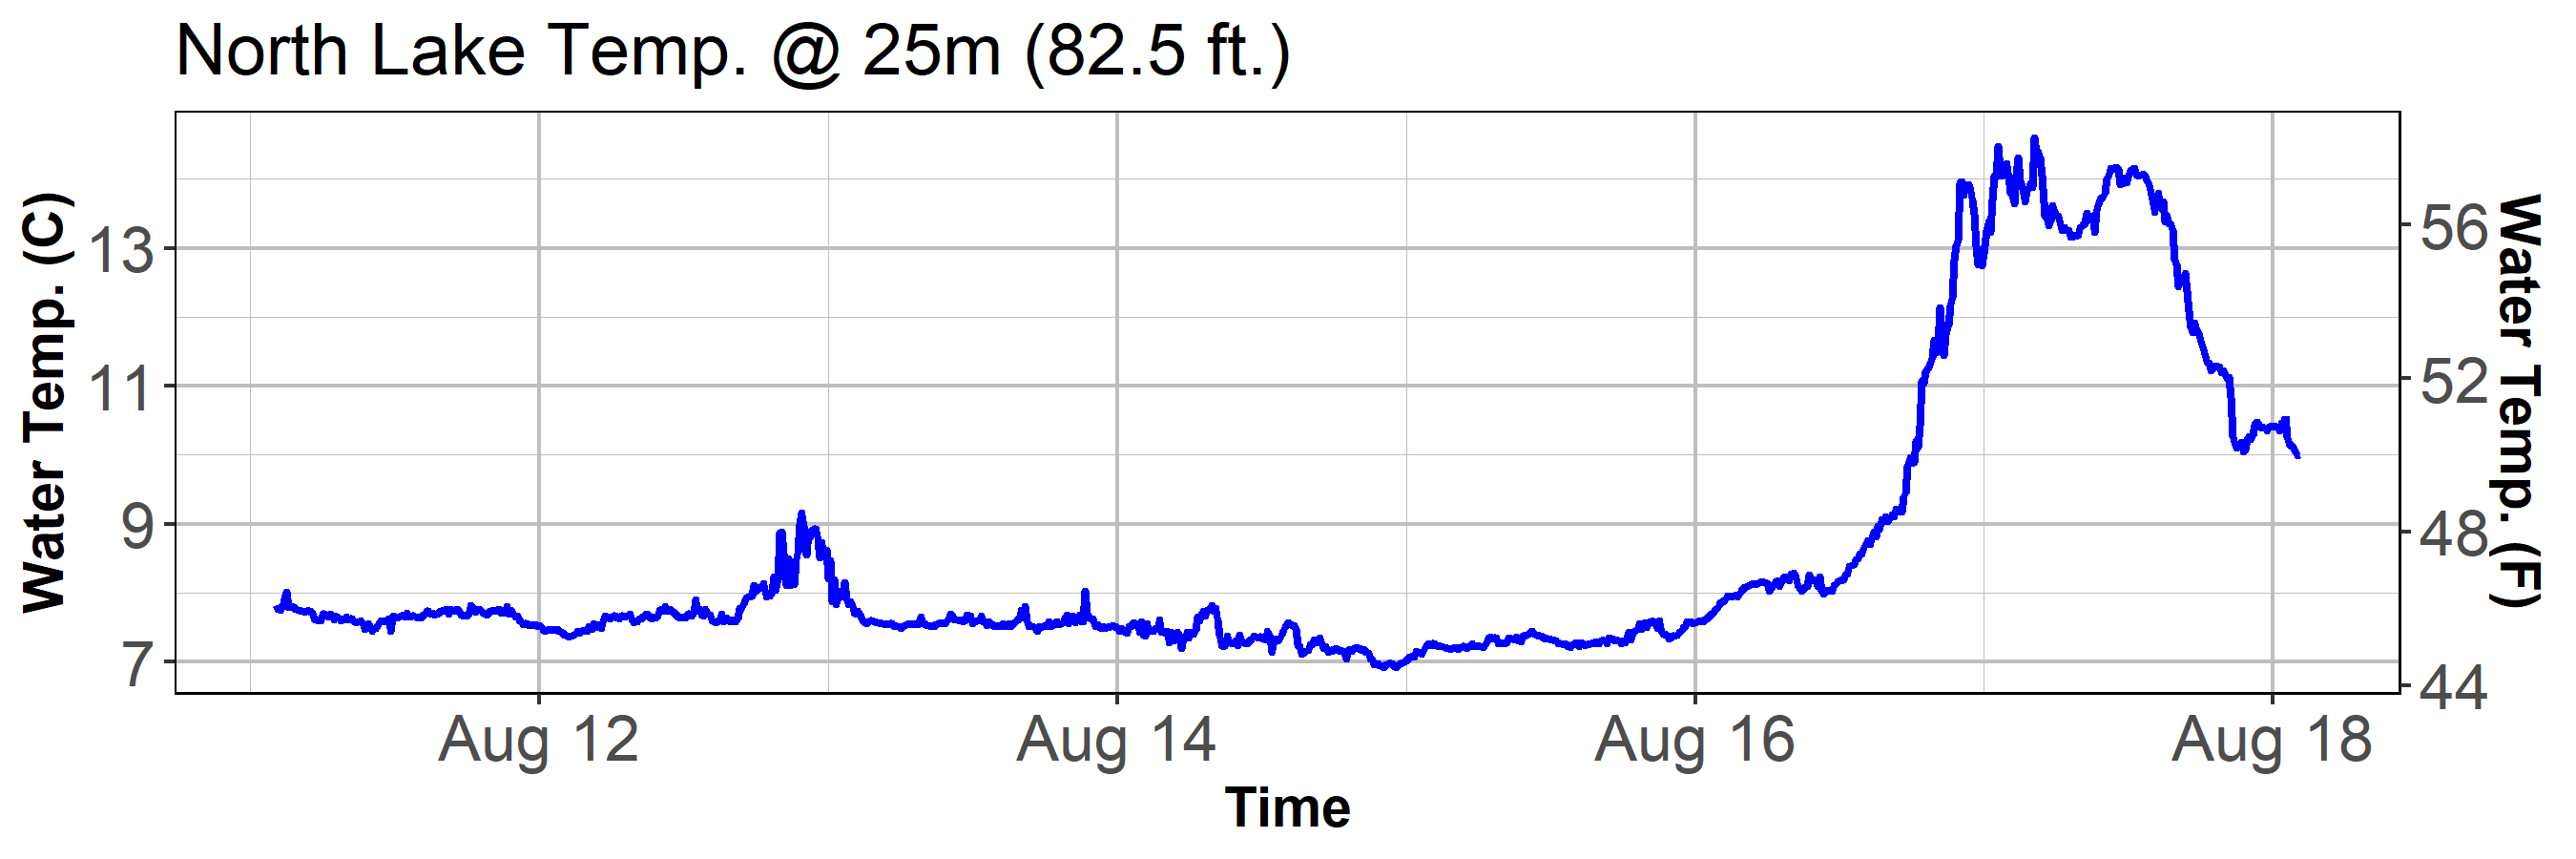 North Lake Temp. @ 25m (82.5 ft.)
Water Temp. (C)
13
11
9
7
56
52
48
44
Water Temp. (F)
Aug 12
Aug 14
Aug 16
Aug 18
Time